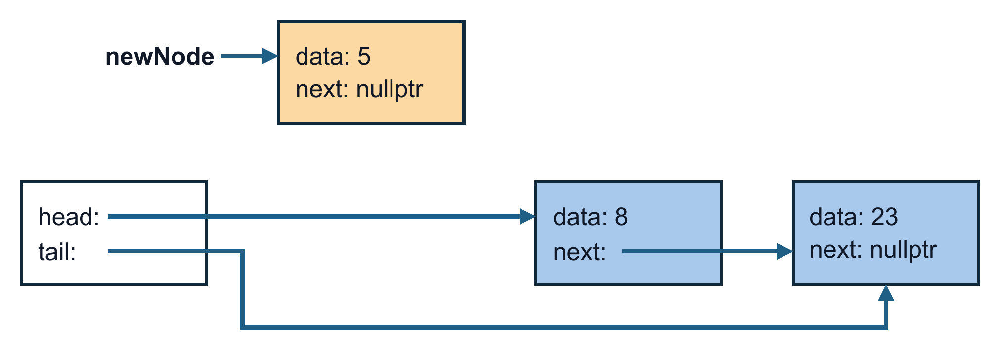 newNode
data: 5
next: nullptr
head:
tail:
data: 8
next:
data: 23
next: nullptr